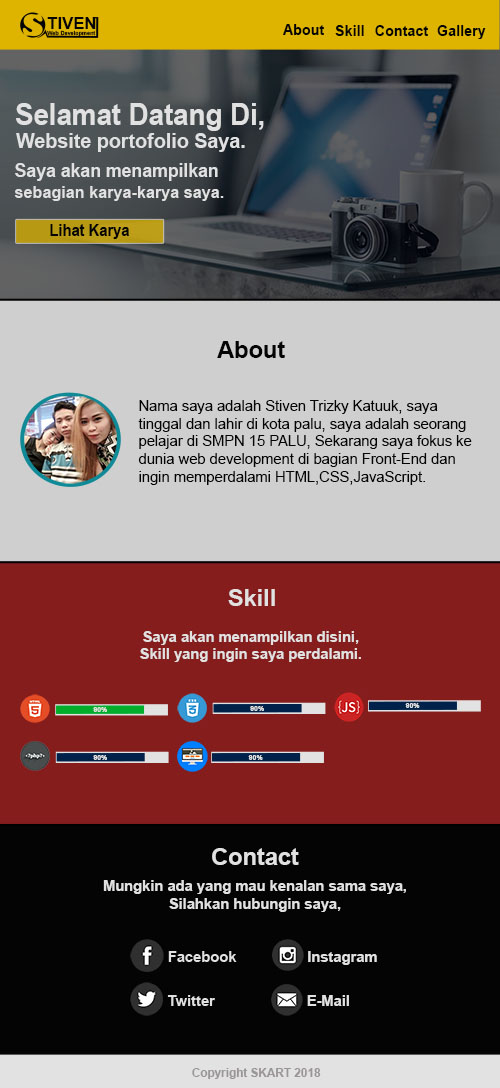 STIVEN
Web Development
About Skill Contact Gallery
Selamat Datang Di,
Website portofolio Saya.
Saya akan menampilkan
sebagian karya-karya saya.
Lihat Karya
About
Nama saya adalah Stiven Trizky Katuuk, saya
tinggal dan lahir di kota palu, saya adalah seorang
pelajar di SMPN 15 PALU, Sekarang saya fokus ke
dunia web development di bagian Front-End dan
ingin memperdalami HTML,CSS,JavaScript.
Skill
Saya akan menampilkan disini,
Skill yang ingin saya perdalami.
5 90% 3 90% {JS} 90%
<?php?> 90% 90%
Contact
Mungkin ada yang mau kenalan sama saya,
Silahkan hubungin saya,
Facebook Instagram
Twitter E-Mail
Copyright SKART 2018